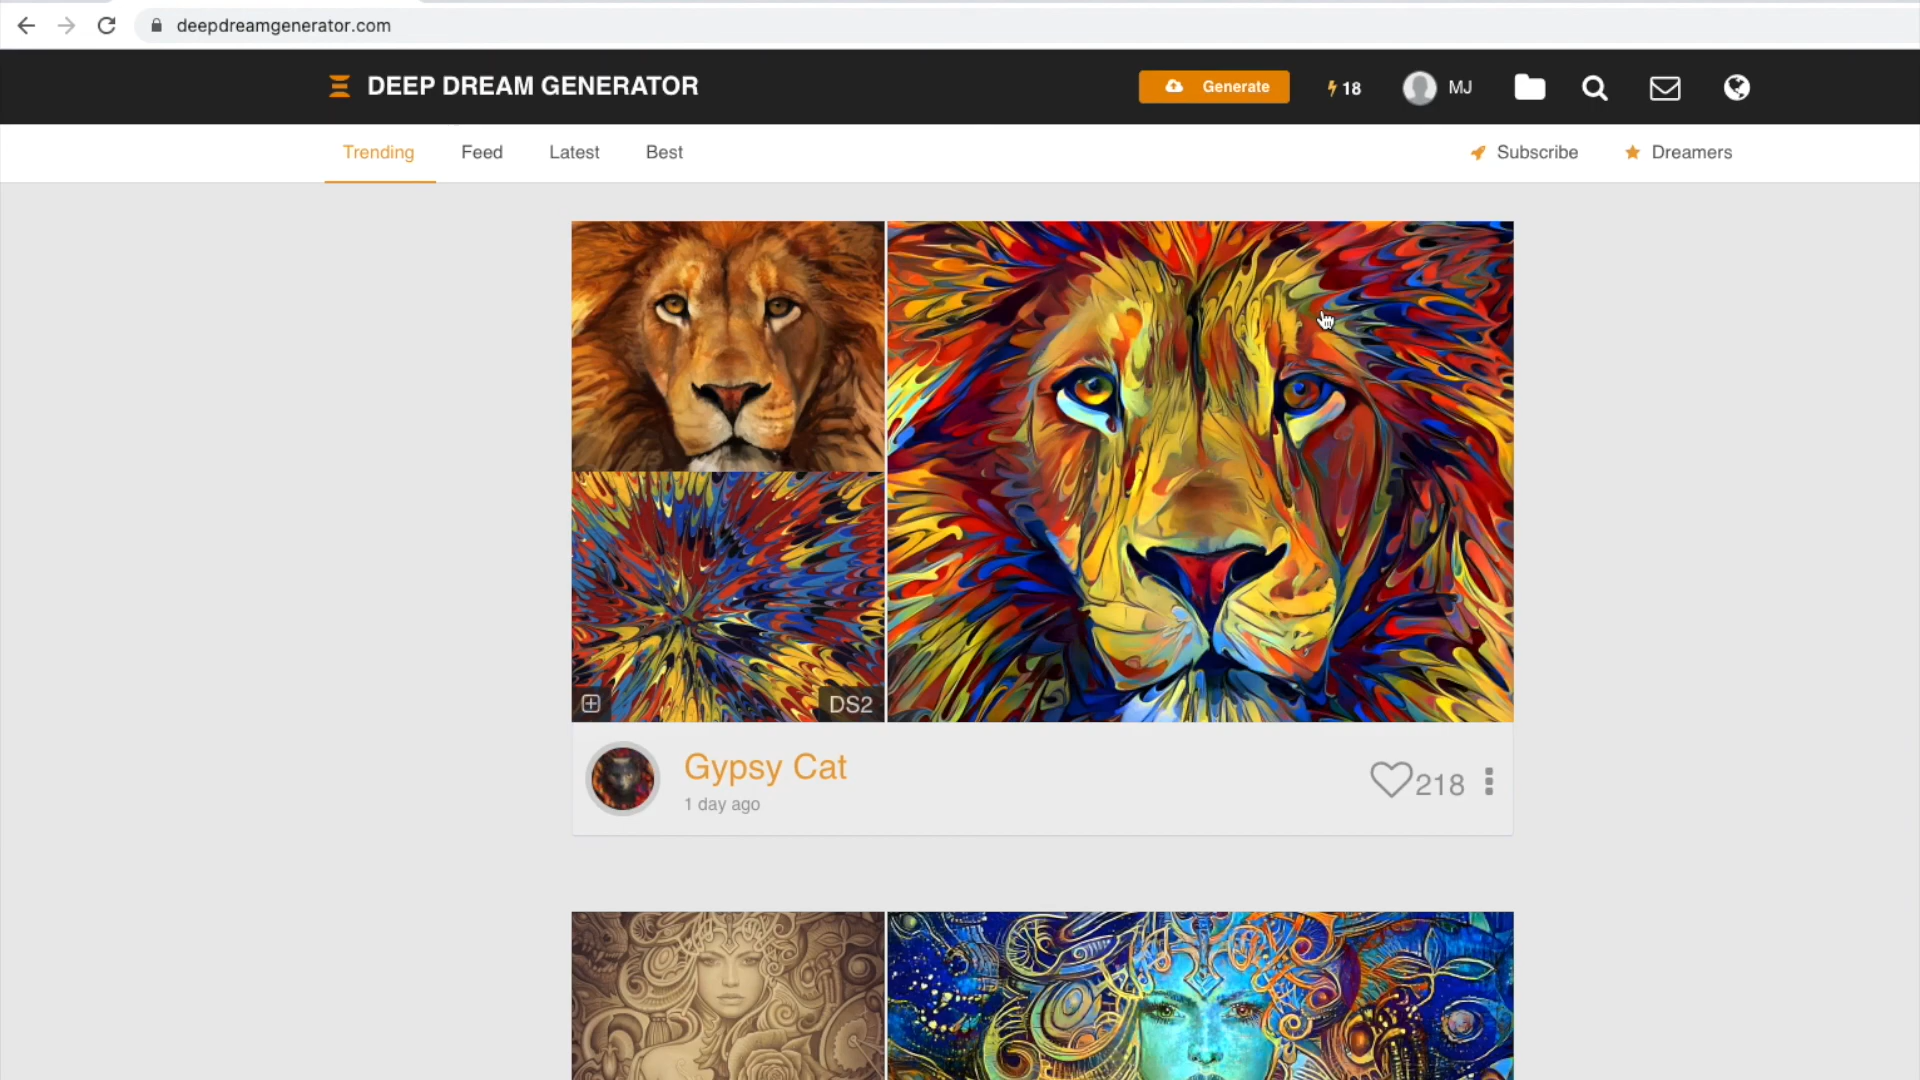 deepdreamgenerator.com
DEEP DREAM GENERATOR
Generate
18
MJ
Trending
Feed
Latest
Best
Subscribe
Dreamers
DS2
Gypsy Cat
1 day ago
218